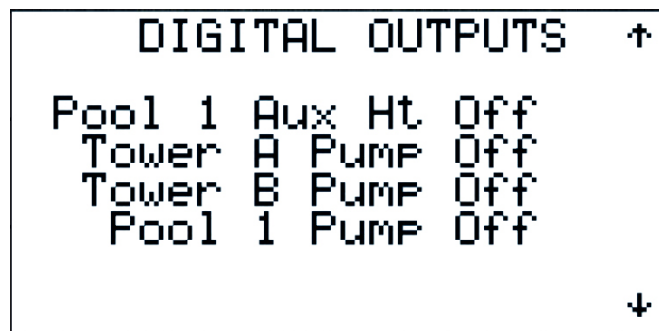 DIGITAL OUTPUTS ↑
Pool 1 Aux Ht Off
Tower A Pump Off
Tower B Pump Off
Pool 1 Pump Off
↓